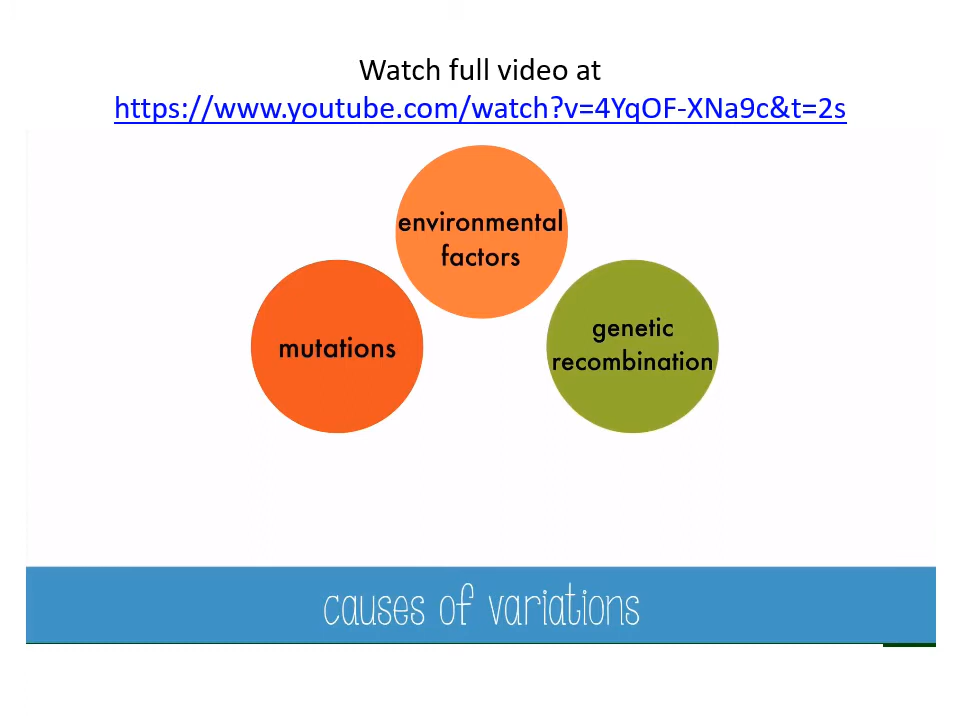 Watch full video at
https://www.youtube.com/watch?v=4YqOF-XNa9c&t=2s
environmental
factors
mutations
genetic
recombination
causes of variations